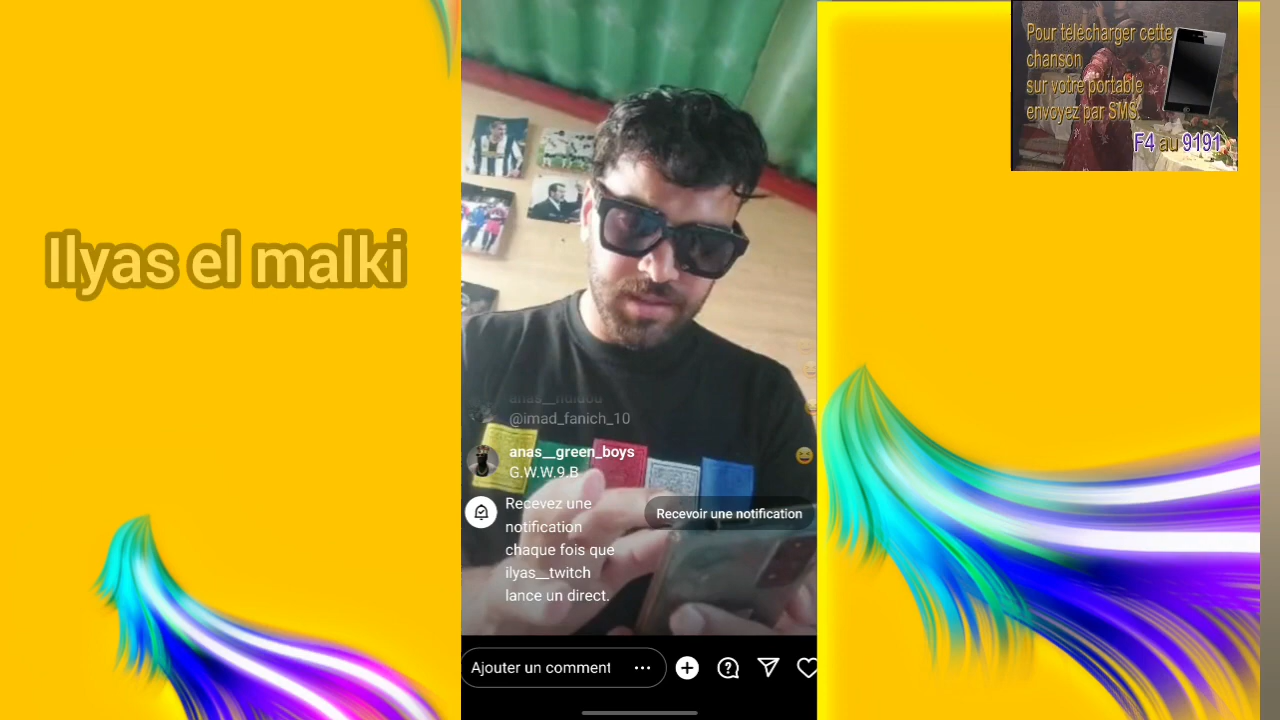 Ilyas el malki
Pour télécharger cette
chanson
sur votre portable
envoyez par SMS.
F4 au 9191
@imad_fanich_10
anas__green_boys
G.W.W.9.B
Recevez une
notification
chaque fois que
ilyas__twitch
lance un direct.
Recevoir une notification
Ajouter un comment